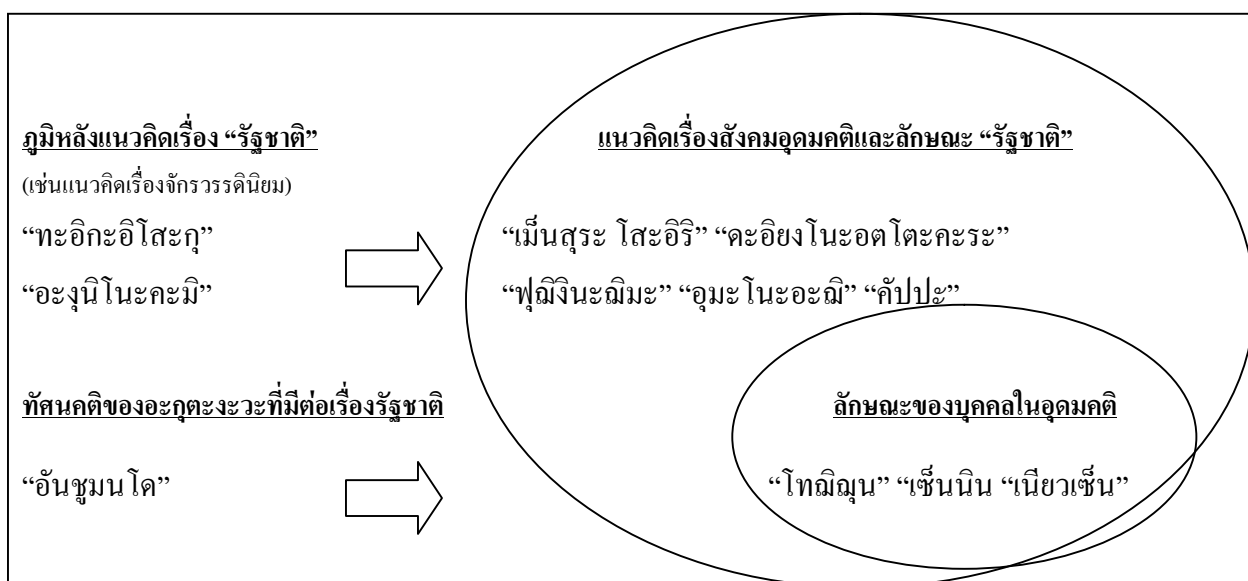 ภูมิหลังแนวคิดเรื่อง “รัฐชาติ”
(เช่นแนวคิดเรื่องจักรวรรดินิยม)
“ทะอิกะอิโสะกุ”
“อะงุนิโนะคะมิ”
แนวคิดเรื่องสังคมอุดมคติและลักษณะ “รัฐชาติ”
“เม็นสุระ โสะอิริ” “คะอิยงโนะอตโตะคะระ”
“ฟุฌิงินะฌิมะ” “อุมะโนะอะฌิ” “คัปปะ”
ทัศนคติของอะกุตะงะวะที่มีต่อเรื่องรัฐชาติ
“อันชูมนโด”
ลักษณะของบุคคลในอุดมคติ
“โทฌิฌุน” “เซ็นนิน “เนียวเซ็น”